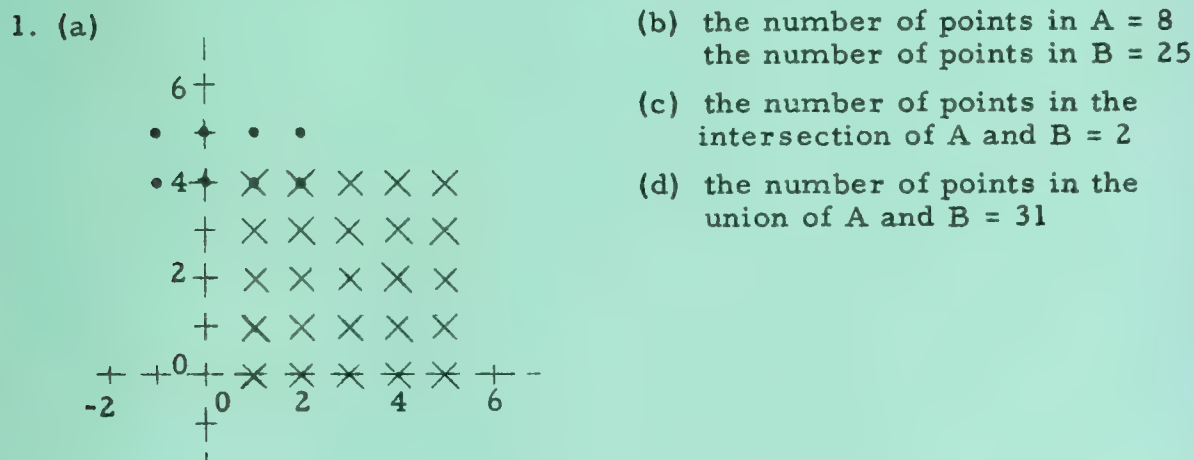 1. (a)
6
4
2
0
-2 0 2 4 6
(b) the number of points in A = 8
the number of points in B = 25
(c) the number of points in the
intersection of A and B = 2
(d) the number of points in the
union of A and B = 31